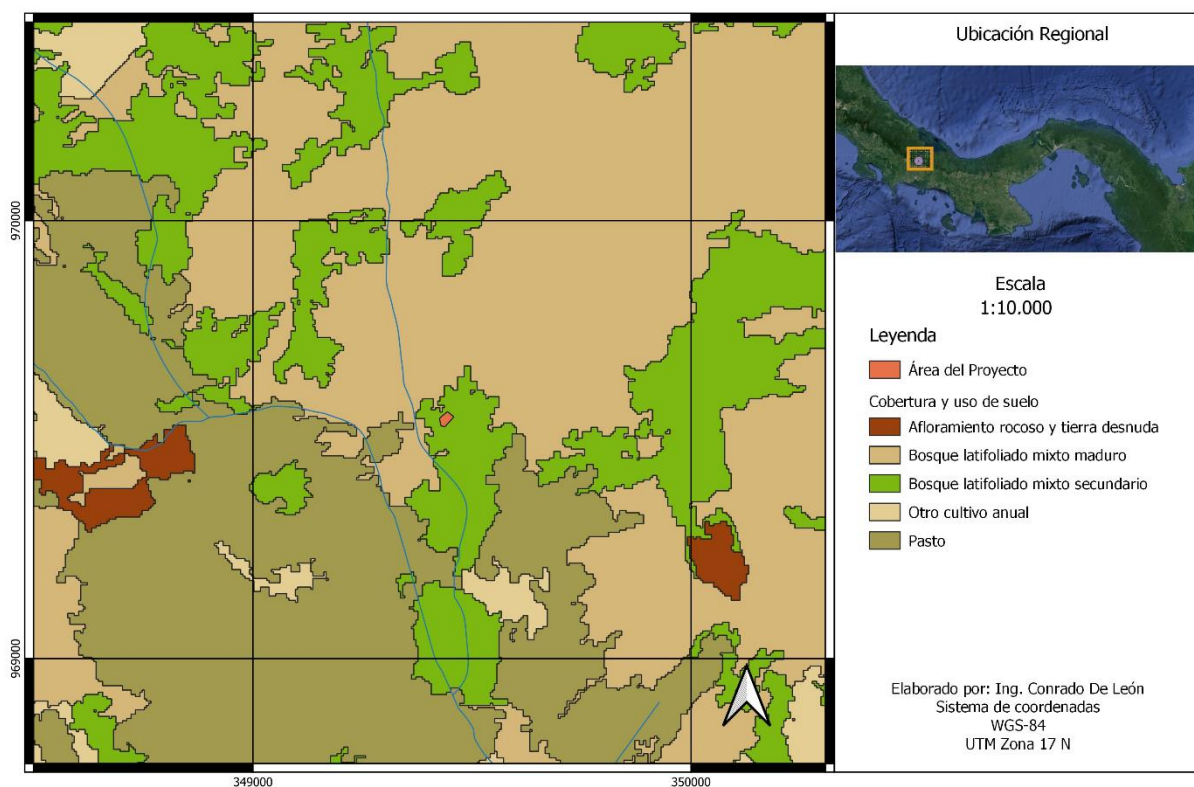 Ubicación Regional
970000
969000
349000
350000
Escala
1:10.000
Leyenda
Área del Proyecto
Cobertura y uso de suelo
Afloramiento rocoso y tierra desnuda
Bosque latifoliado mixto maduro
Bosque latifoliado mixto secundario
Otro cultivo anual
Pasto
Elaborado por: Ing. Conrado De León
Sistema de coordenadas
WGS-84
UTM Zona 17 N